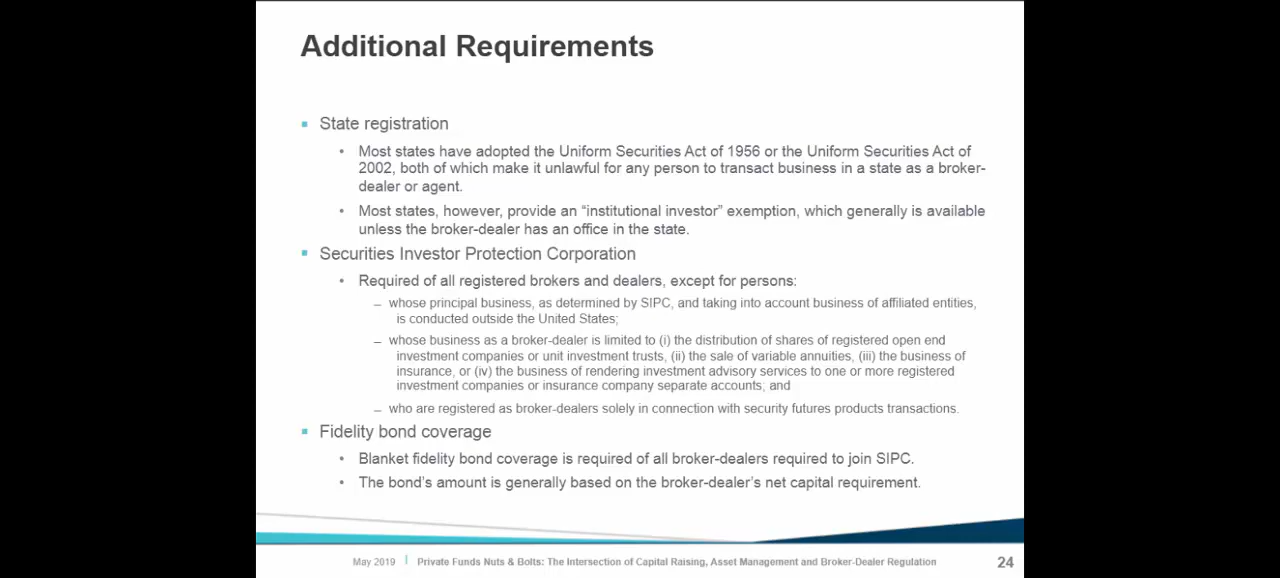 Additional Requirements
State registration
Most states have adopted the Uniform Securities Act of 1956 or the Uniform Securities Act of
2002, both of which make it unlawful for any person to transact business in a state as a broker-
dealer or agent.
Most states, however, provide an “institutional investor” exemption, which generally is available
unless the broker-dealer has an office in the state.
Securities Investor Protection Corporation
Required of all registered brokers and dealers, except for persons:
– whose principal business, as determined by SIPC, and taking into account business of affiliated entities,
is conducted outside the United States;
– whose business as a broker-dealer is limited to (i) the distribution of shares of registered open end
investment companies or unit investment trusts, (ii) the sale of variable annuities, (iii) the business of
insurance, or (iv) the business of rendering investment advisory services to one or more registered
investment companies or insurance company separate accounts; and
– who are registered as broker-dealers solely in connection with security futures products transactions.
Fidelity bond coverage
Blanket fidelity bond coverage is required of all broker-dealers required to join SIPC.
The bond’s amount is generally based on the broker-dealer’s net capital requirement.
May 2019 | Private Funds Nuts & Bolts: The Intersection of Capital Raising, Asset Management and Broker-Dealer Regulation 24